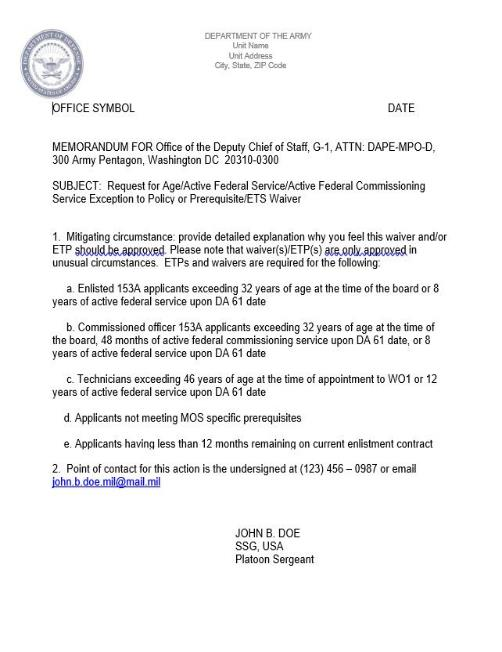 DEPARTMENT OF THE ARMY
Unit Name
Unit Address
City, State, ZIP Code
OFFICE SYMBOL DATE
MEMORANDUM FOR Office of the Deputy Chief of Staff, G-1, ATTN: DAPE-MPO-D,
300 Army Pentagon, Washington DC 20310-0300
SUBJECT: Request for Age/Active Federal Service/Active Federal Commissioning
Service Exception to Policy or Prerequisite/ETS Waiver
1. Mitigating circumstance: provide detailed explanation why you feel this waiver and/or
ETP should be approved. Please note that waiver(s)/ETP(s) are only approved in
unusual circumstances. ETPs and waivers are required for the following:
a. Enlisted 153A applicants exceeding 32 years of age at the time of the board or 8
years of active federal service upon DA 61 date
b. Commissioned officer 153A applicants exceeding 32 years of age at the time of
the board, 48 months of active federal commissioning service upon DA 61 date, or 8
years of active federal service upon DA 61 date
c. Technicians exceeding 46 years of age at the time of appointment to WO1 or 12
years of active federal service upon DA 61 date
d. Applicants not meeting MOS specific prerequisites
e. Applicants having less than 12 months remaining on current enlistment contract
2. Point of contact for this action is the undersigned at (123) 456 – 0987 or email
john.b.doe.mil@mail.mil
JOHN B. DOE
SSG, USA
Platoon Sergeant